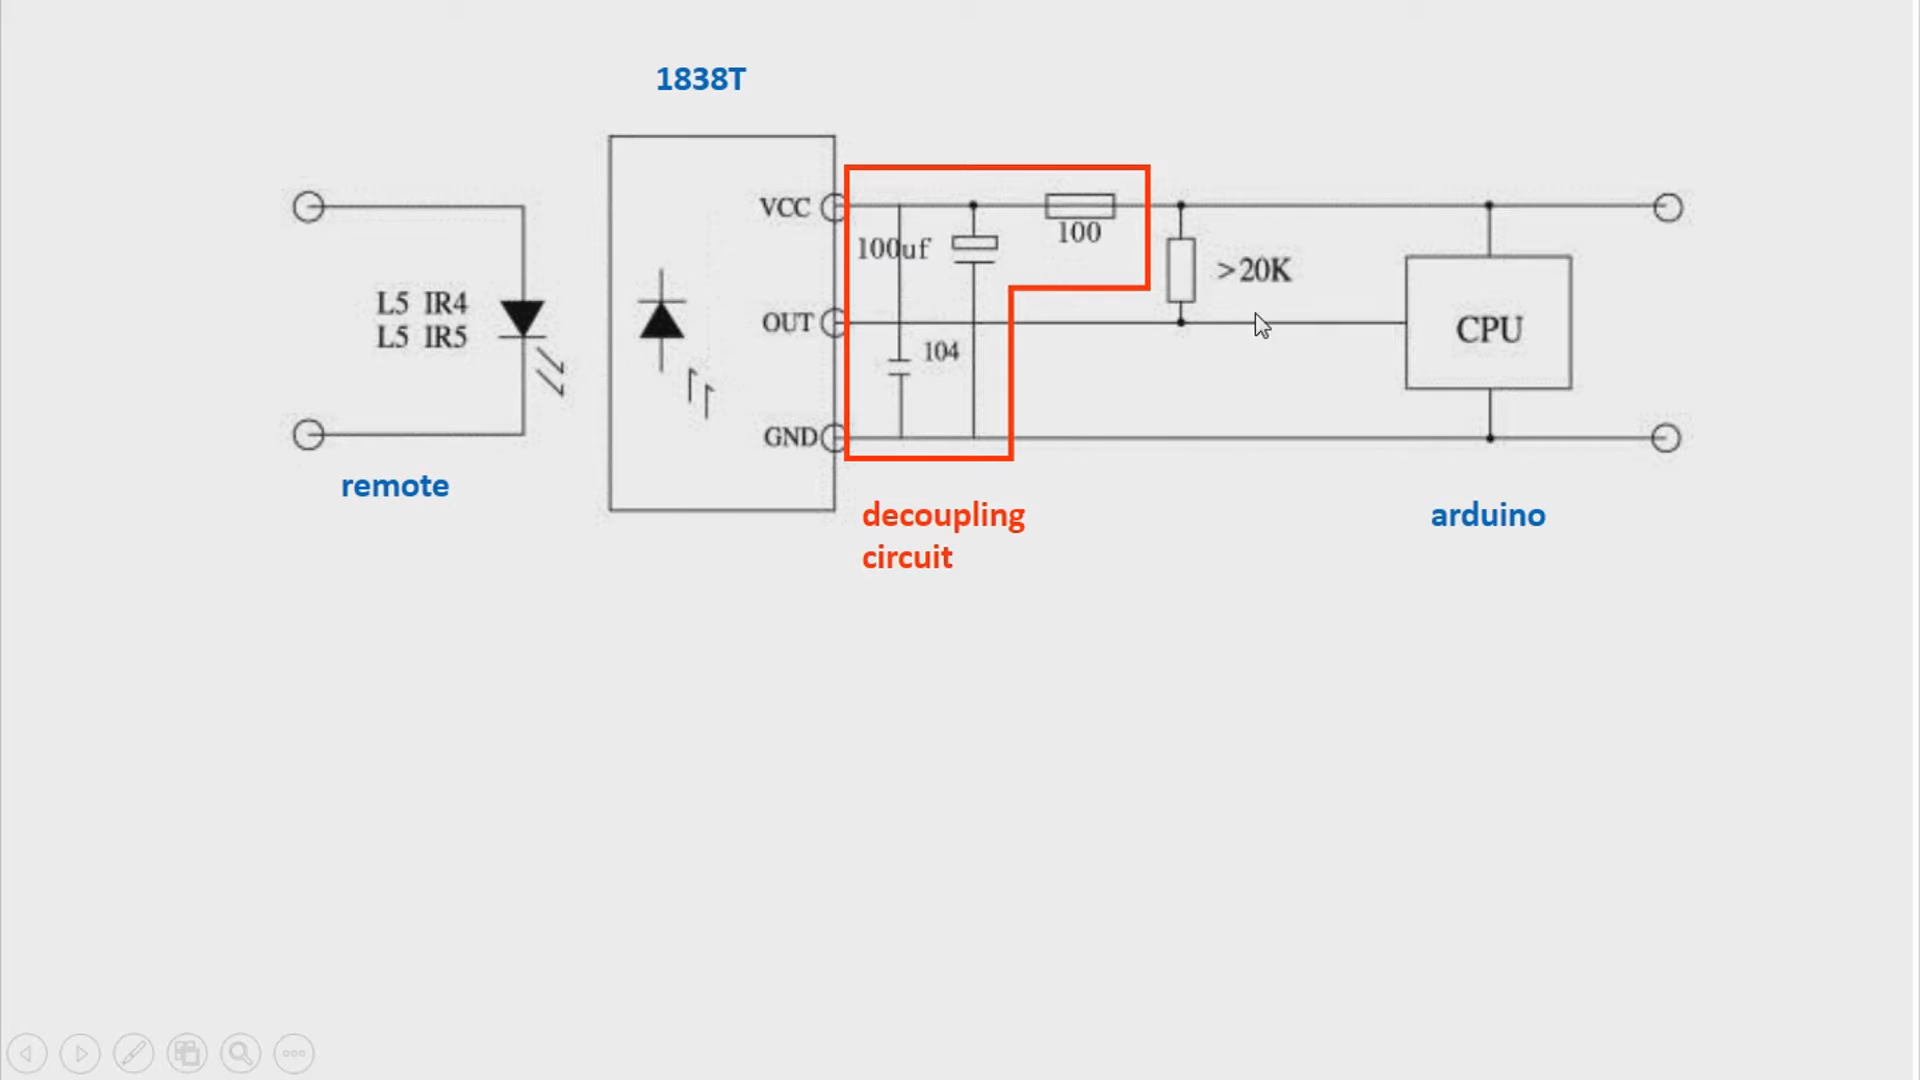 1838T
VCC
100uf
100
>20K
L5 IR4
L5 IR5
OUT
CPU
104
GND
remote
decoupling
circuit
arduino